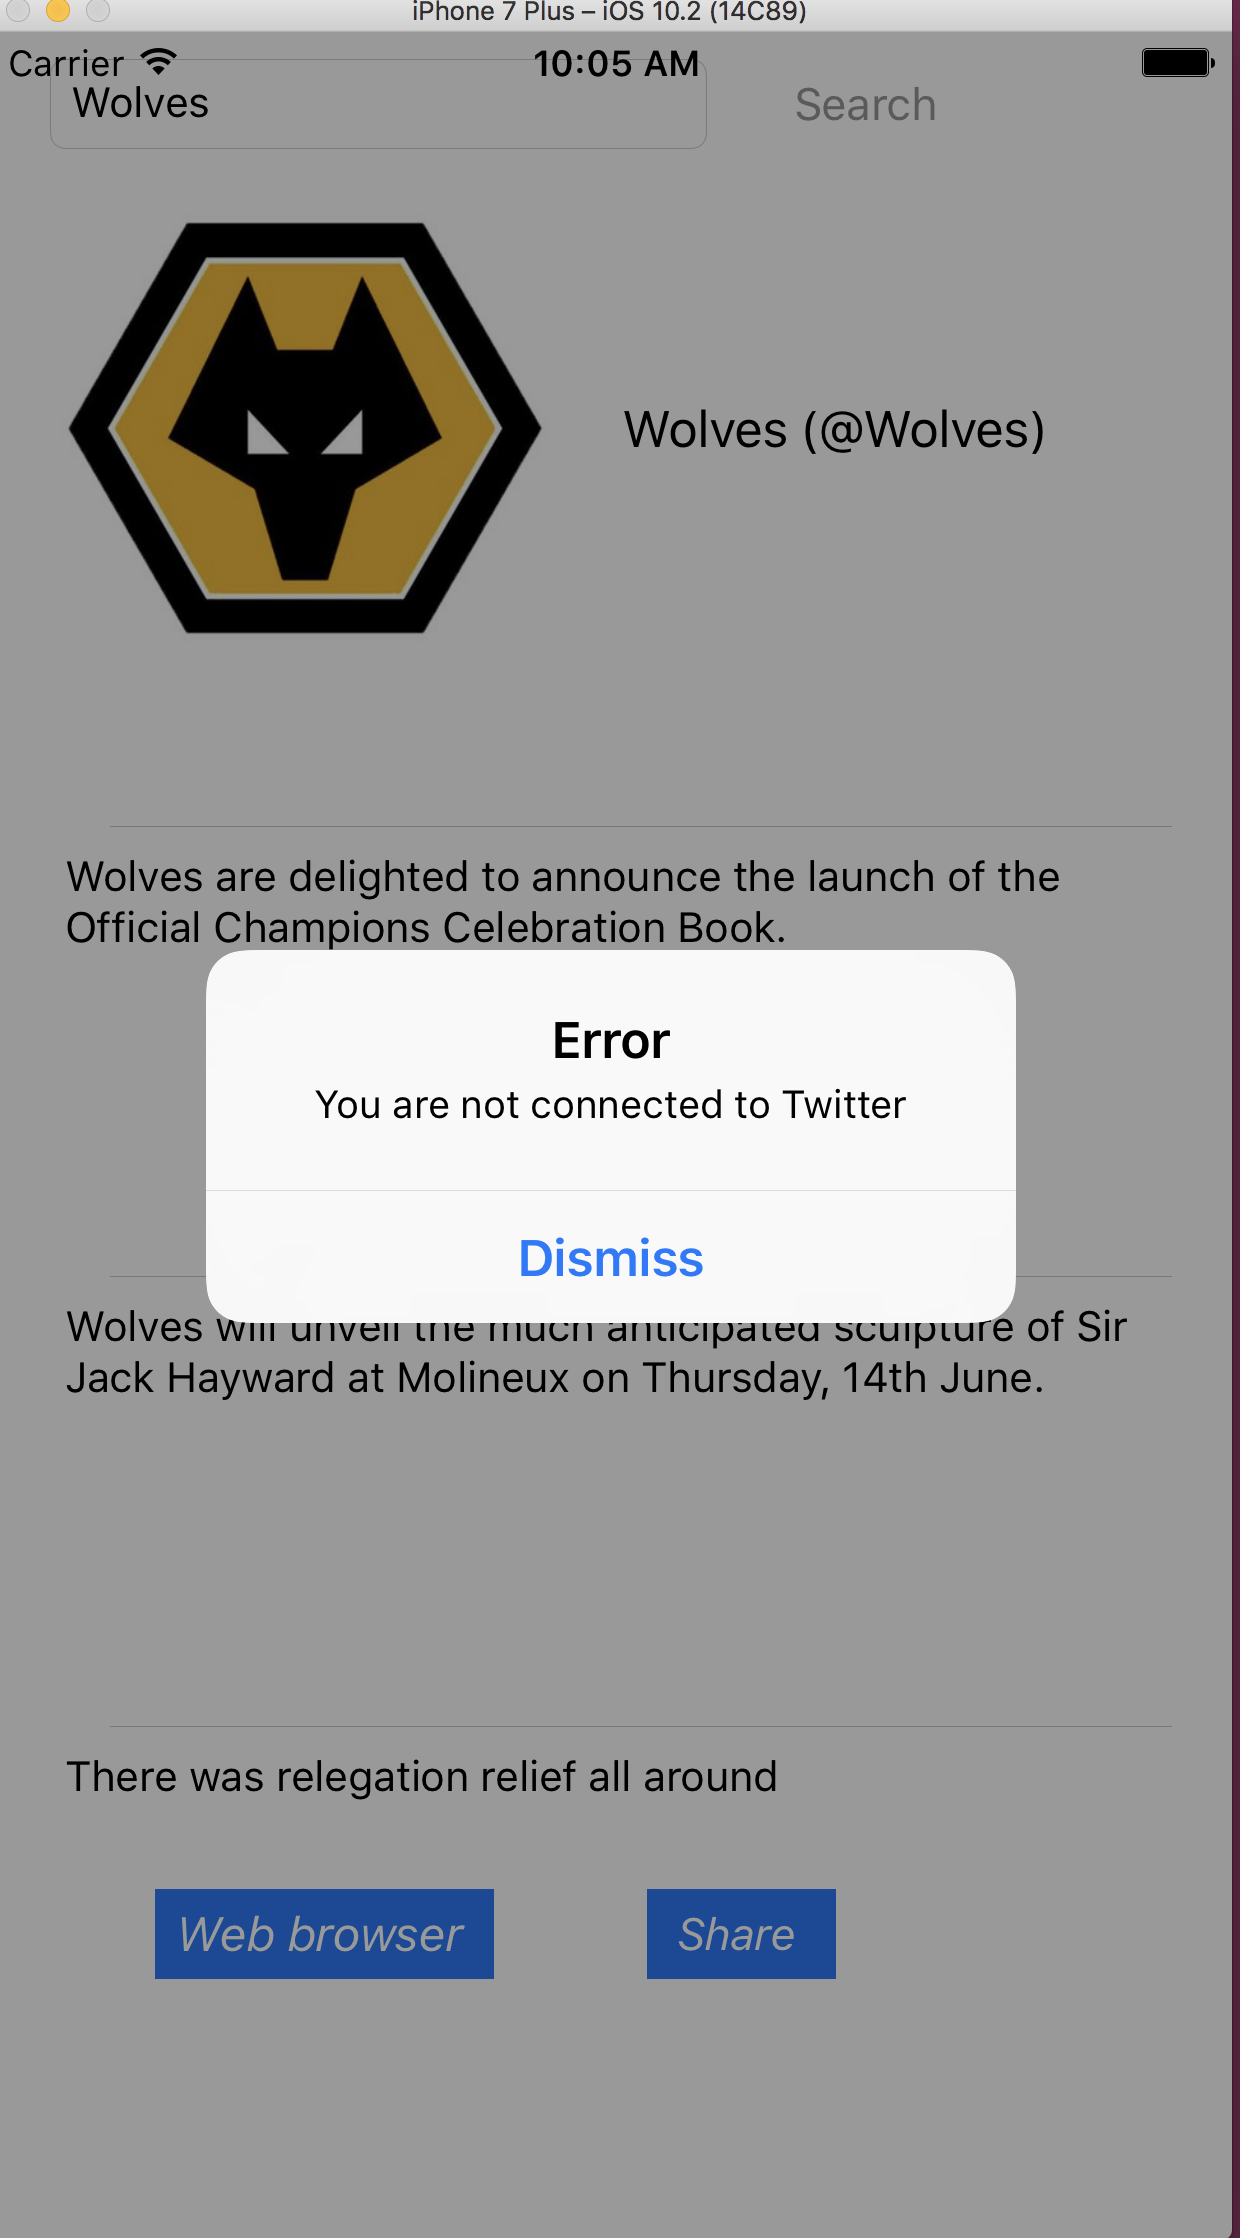 iPhone 7 Plus – iOS 10.2 (14C89)
Carrier 10:05 AM
Wolves Search
Wolves (@Wolves)
Wolves are delighted to announce the launch of the
Official Champions Celebration Book.
Error
You are not connected to Twitter
Dismiss
Wolves will unveil the much anticipated sculpture of Sir
Jack Hayward at Molineux on Thursday, 14th June.
There was relegation relief all around
Web browser Share